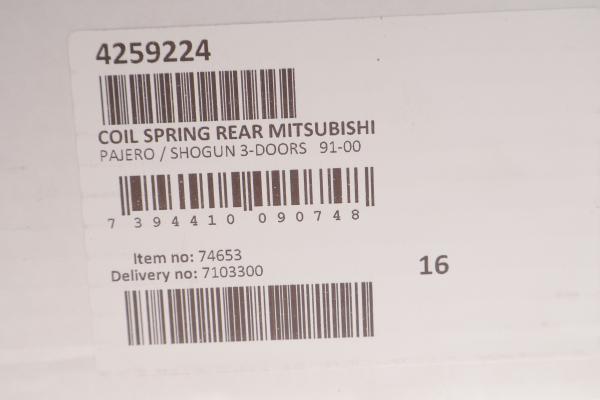 4259224
COIL SPRING REAR MITSUBISHI
PAJERO / SHOGUN 3-DOORS 91-00
7 394410 090748
Item no: 74653
Delivery no: 7103300
16